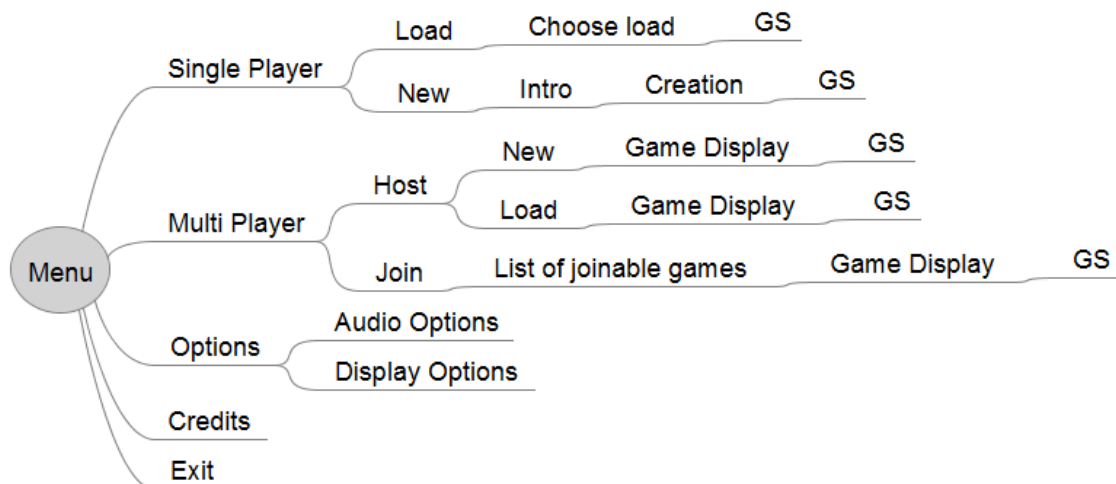 Load Choose load GS
Single Player
New Intro Creation GS
New Game Display GS
Host
Load Game Display GS
Multi Player
Join List of joinable games Game Display GS
Menu
Audio Options
Options
Display Options
Credits
Exit